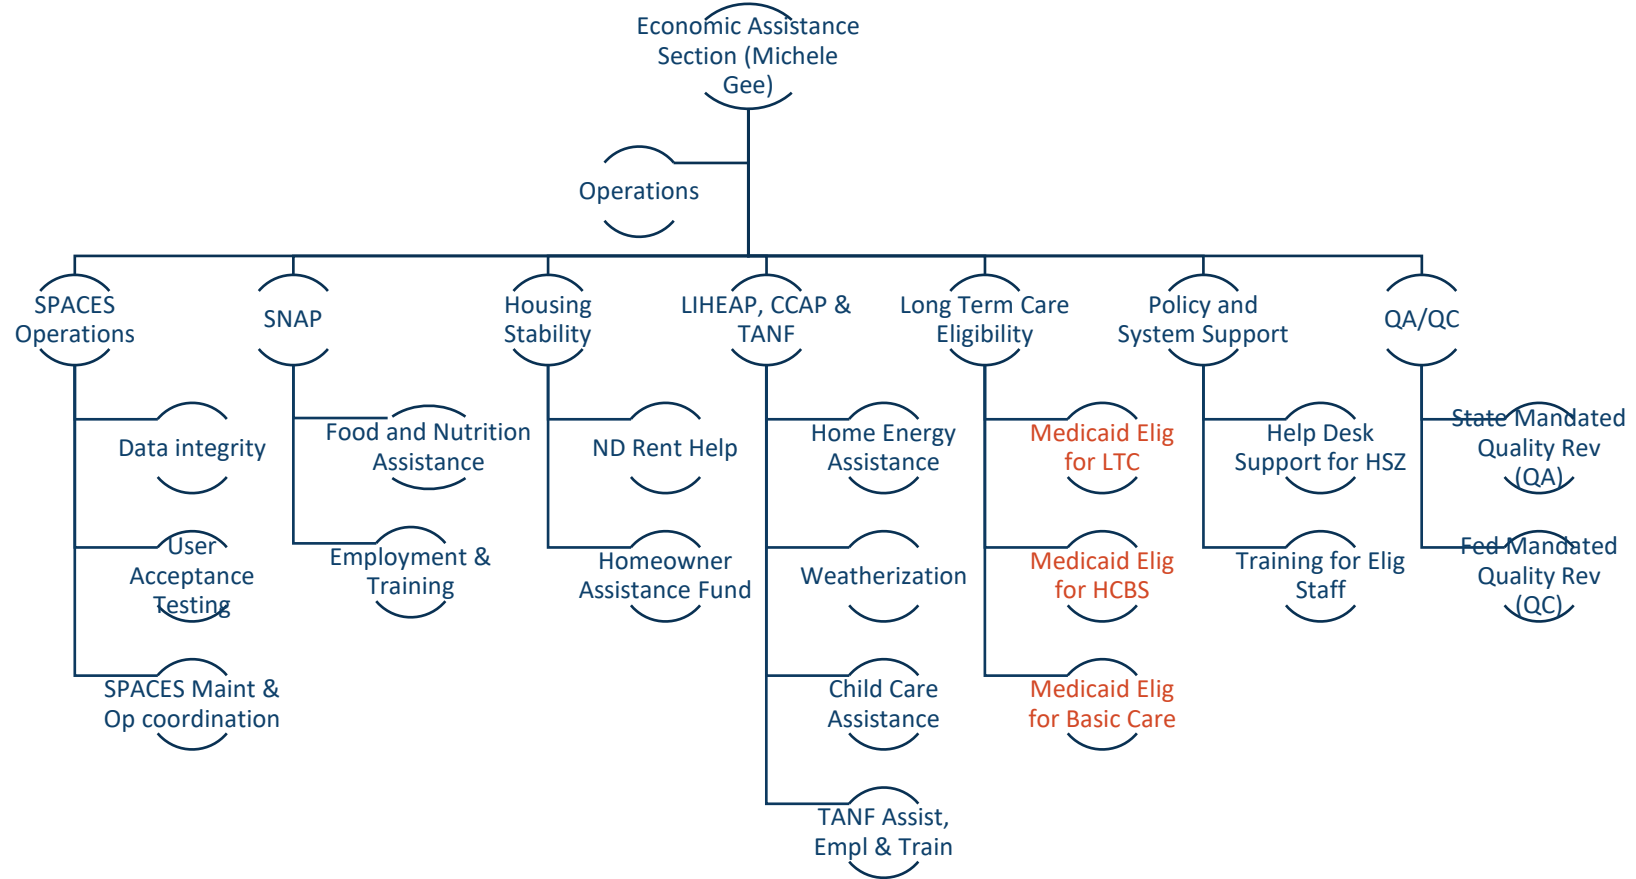 Economic Assistance
Section (Michele
Gee)
Operations
SPACES
Operations
SNAP
Housing
Stability
LIHEAP, CCAP &
TANF
Long Term Care
Eligibility
Policy and
System Support
QA/QC
Data integrity
User
Acceptance
Testing
SPACES Maint &
Op coordination
Food and Nutrition
Assistance
Employment &
Training
ND Rent Help
Homeowner
Assistance Fund
Home Energy
Assistance
Weatherization
Child Care
Assistance
TANF Assist,
Empl & Train
Medicaid Elig
for LTC
Medicaid Elig
for HCBS
Medicaid Elig
for Basic Care
Help Desk
Support for HSZ
Training for Elig
Staff
State Mandated
Quality Rev
(QA)
Fed Mandated
Quality Rev
(QC)